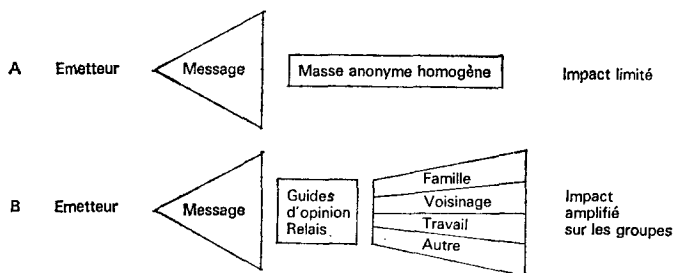 A Emetteur Message Masse anonyme homogène Impact limité
B Emetteur Message
Guides
d'opinion
Relais
Famille
Voisinage
Travail
Autre
Impact
amplifié
sur les groupes